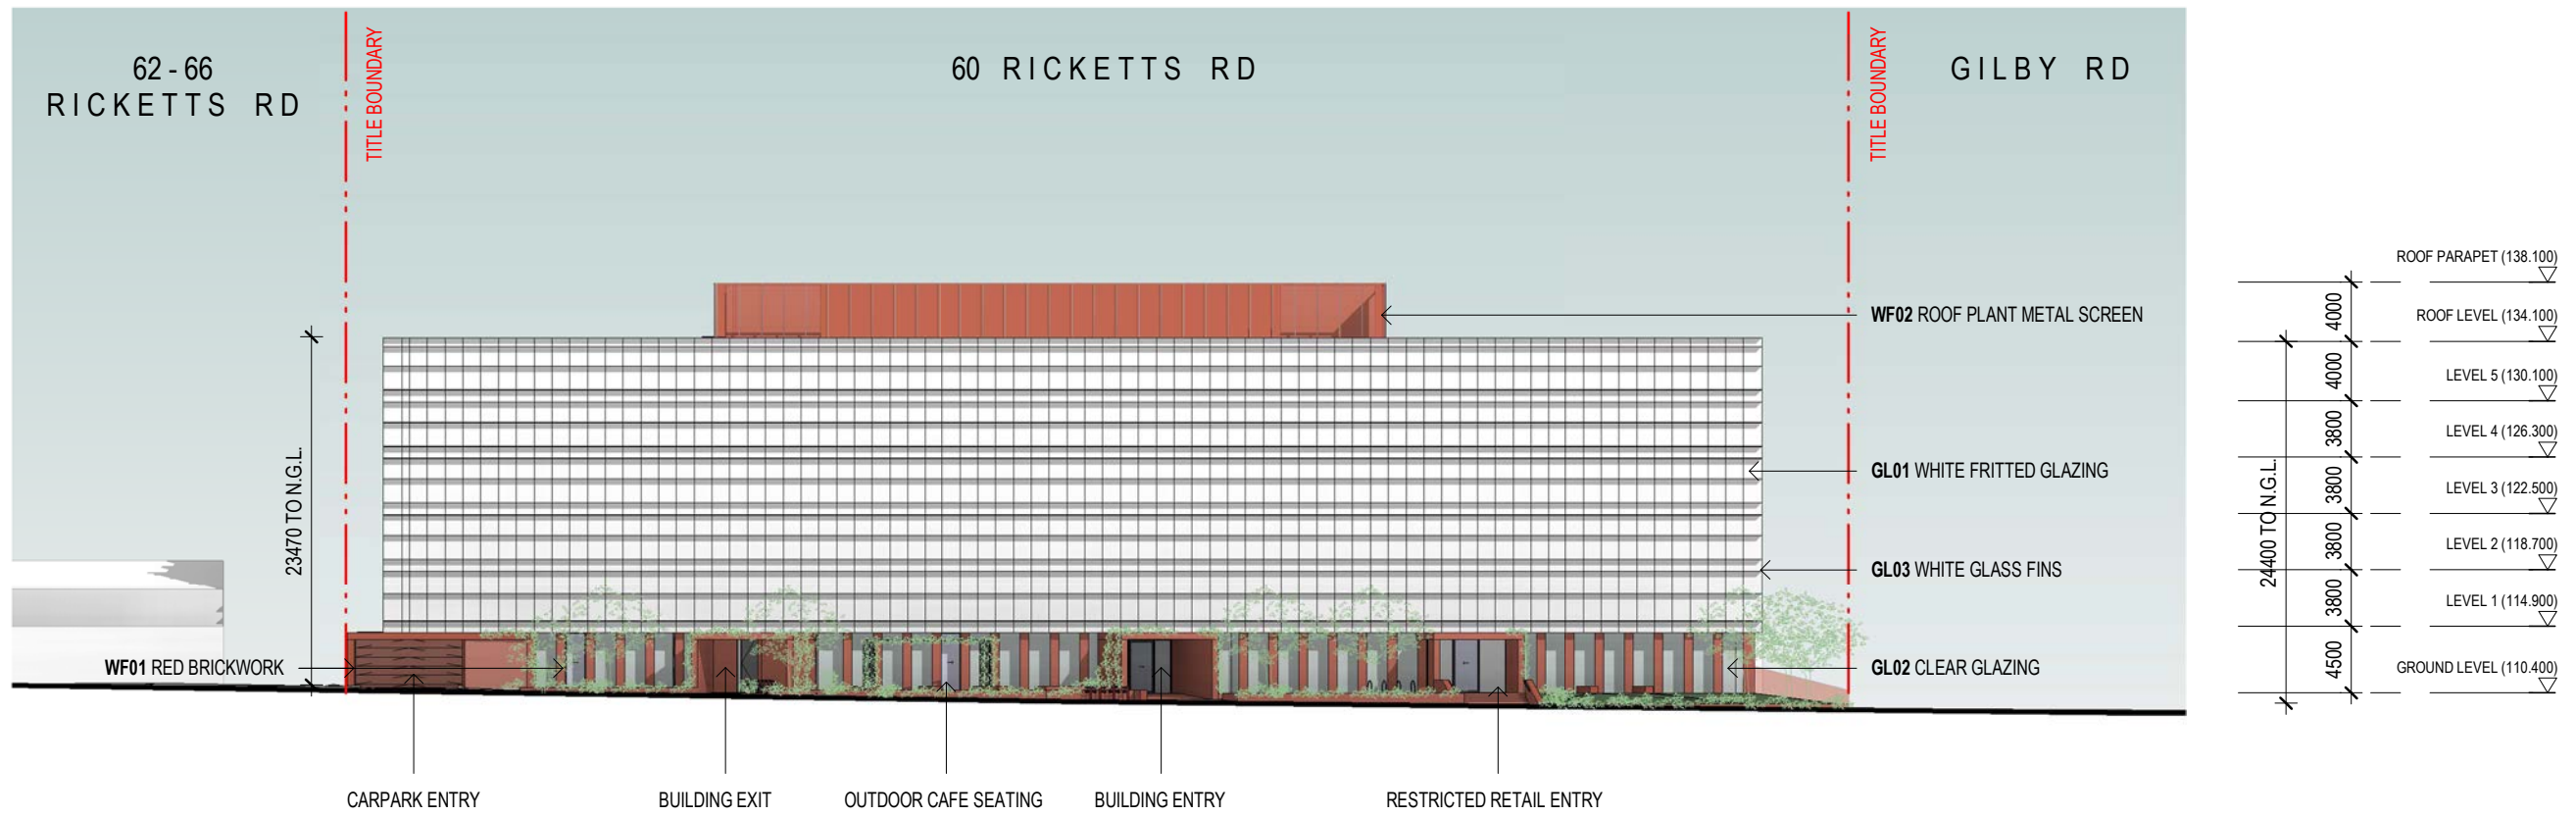 62 - 66
RICKETTS RD
TITLE BOUNDARY
60 RICKETTS RD
TITLE BOUNDARY
GILBY RD
ROOF PARAPET (138.100)
4000
WF02 ROOF PLANT METAL SCREEN
ROOF LEVEL (134.100)
4000
LEVEL 5 (130.100)
3800
LEVEL 4 (126.300)
GL01 WHITE FRITTED GLAZING
3800
LEVEL 3 (122.500)
23470 TO N.G.L.
24400 TO N.G.L.
3800
LEVEL 2 (118.700)
GL03 WHITE GLASS FINS
3800
LEVEL 1 (114.900)
WF01 RED BRICKWORK
GL02 CLEAR GLAZING
4500
GROUND LEVEL (110.400)
CARPARK ENTRY
BUILDING EXIT
OUTDOOR CAFE SEATING
BUILDING ENTRY
RESTRICTED RETAIL ENTRY